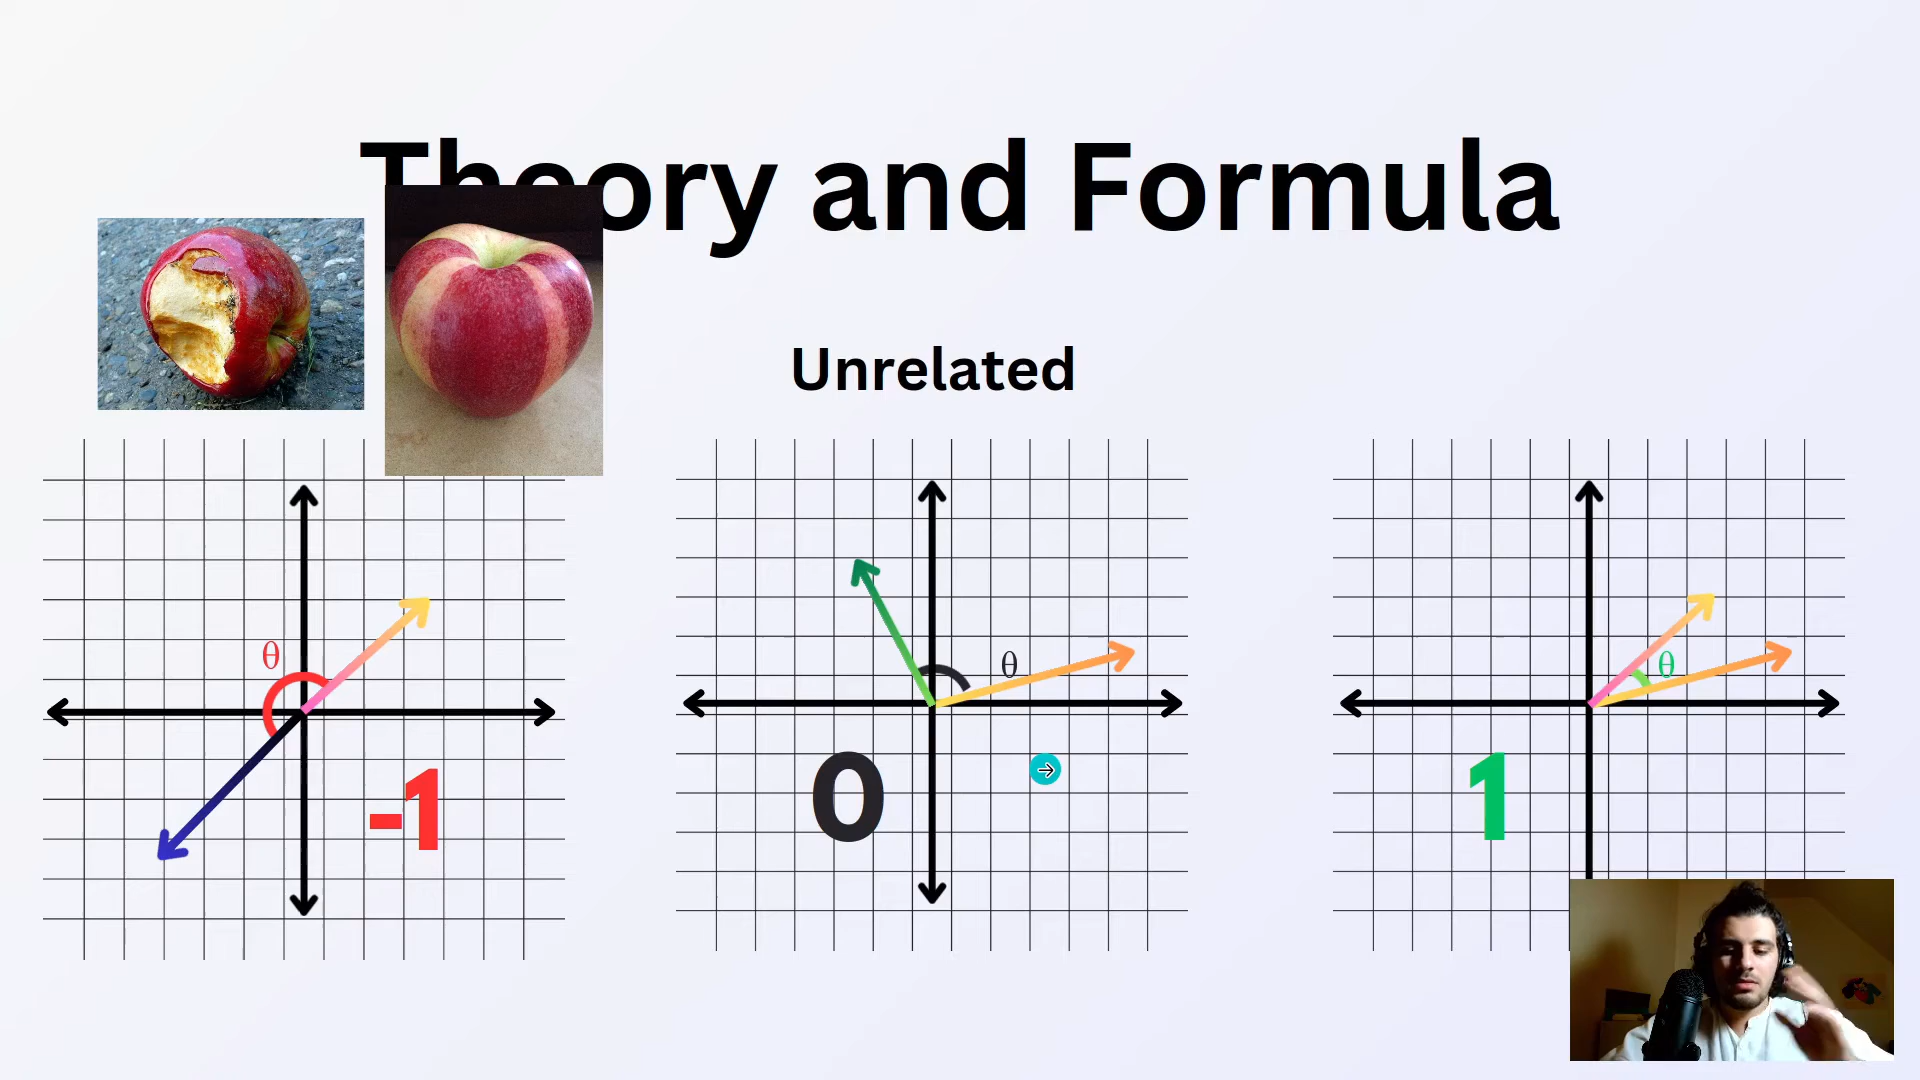 Theory and Formula
Unrelated
θ
θ
θ
-1
0
1